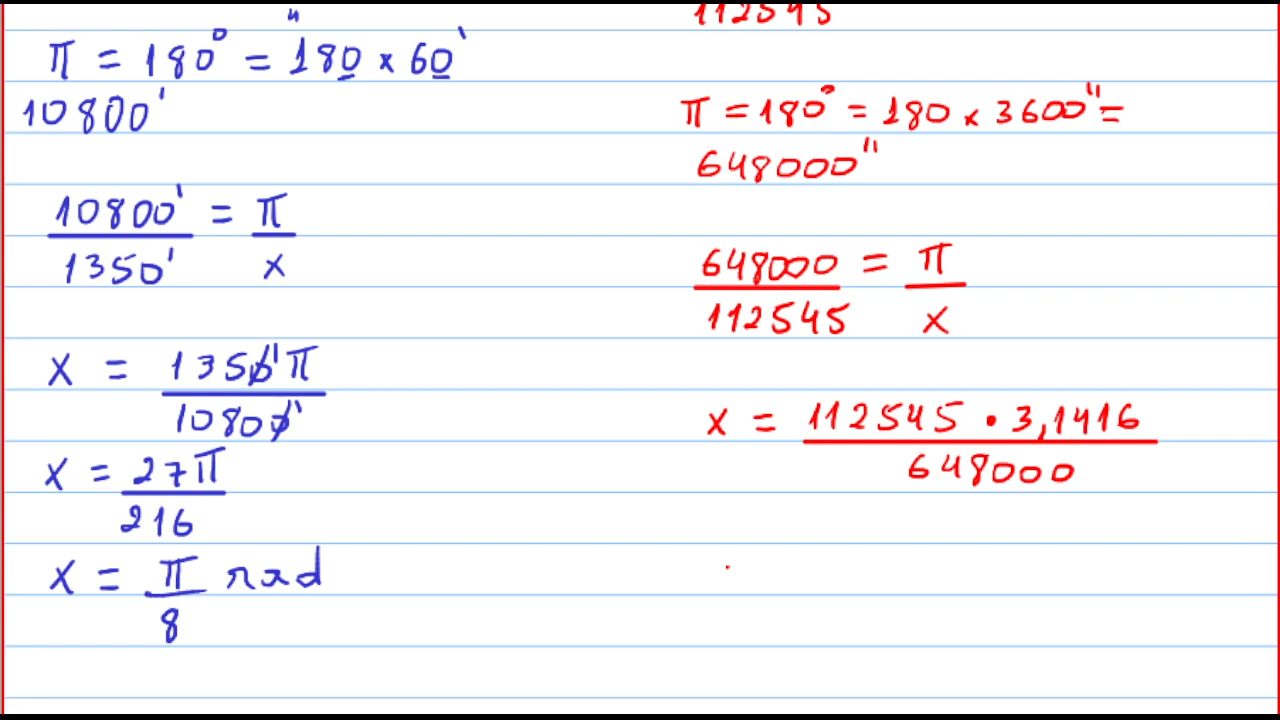 π = 180° = 180 × 60'
10800'
10800' / 1350' = π / x
x = 1350' π / 10800'
x = 27π / 216
x = π / 8 rad
112545
π = 180° = 180 × 3600" =
648000"
648000 / 112545 = π / x
x = 112545 · 3,1416 / 648000